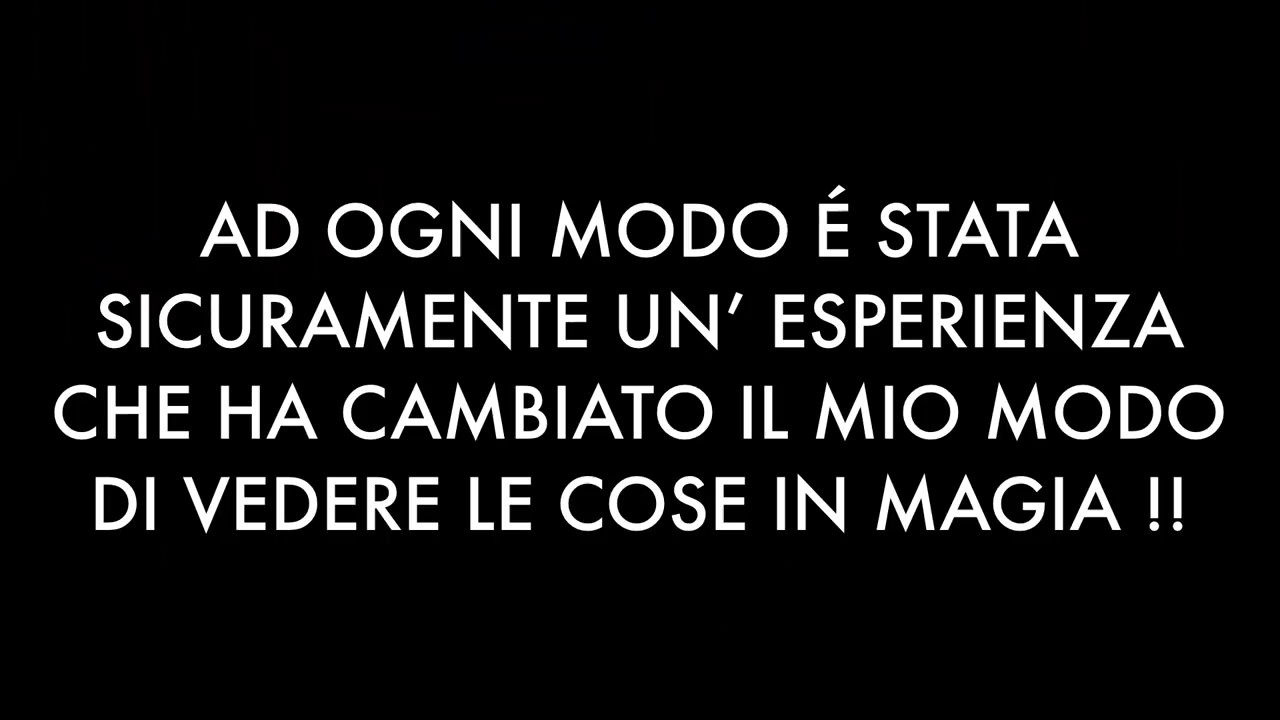 AD OGNI MODO É STATA
SICURAMENTE UN’ ESPERIENZA
CHE HA CAMBIATO IL MIO MODO
DI VEDERE LE COSE IN MAGIA !!